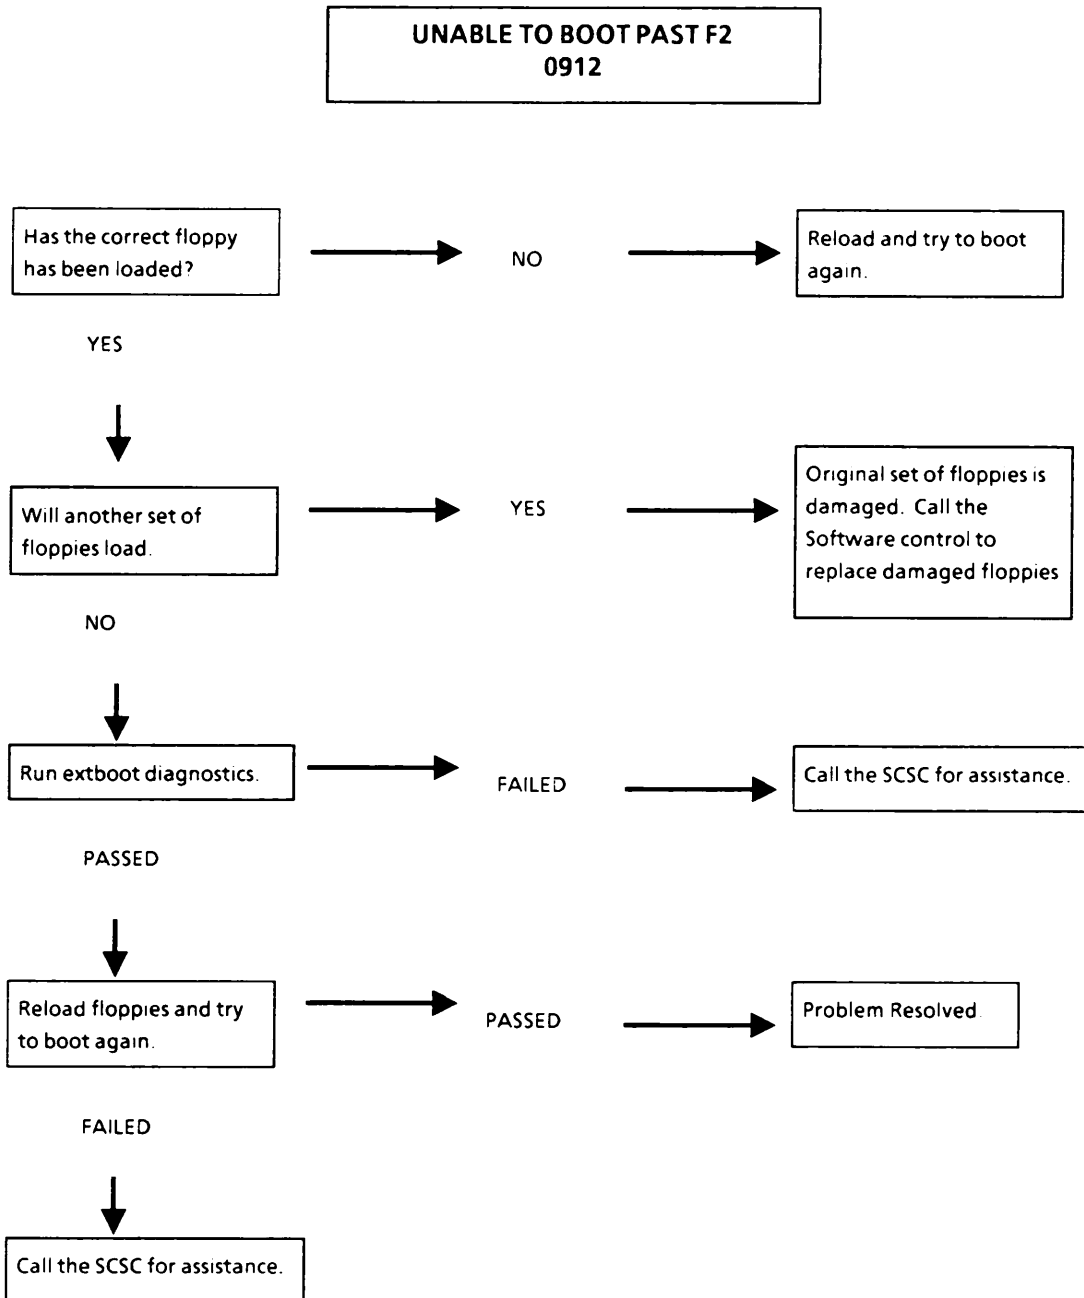 UNABLE TO BOOT PAST F2
0912
Has the correct floppy
has been loaded?
NO
Reload and try to boot
again.
YES
Will another set of
floppies load.
YES
Original set of floppies is
damaged. Call the
Software control to
replace damaged floppies
NO
Run extboot diagnostics.
FAILED
Call the SCSC for assistance.
PASSED
Reload floppies and try
to boot again.
PASSED
Problem Resolved.
FAILED
Call the SCSC for assistance.